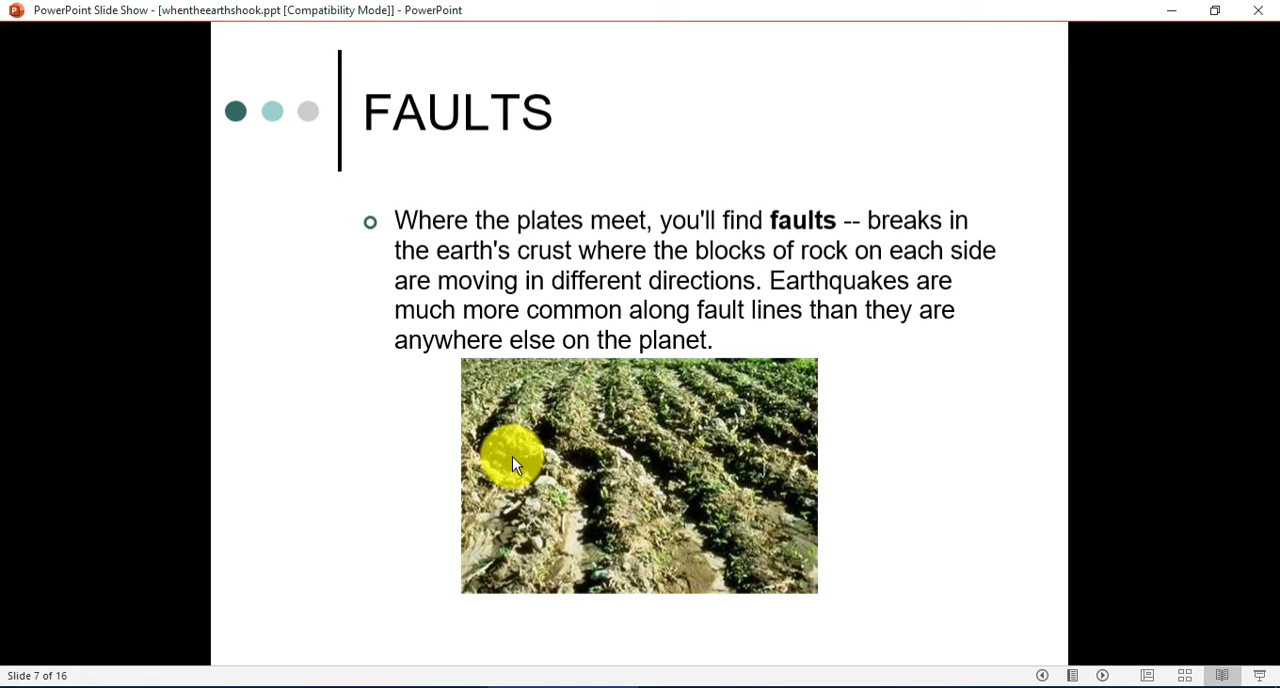 PowerPoint Slide Show - [whentheearthshook.ppt [Compatibility Mode]] - PowerPoint
FAULTS
Where the plates meet, you'll find faults -- breaks in
the earth's crust where the blocks of rock on each side
are moving in different directions. Earthquakes are
much more common along fault lines than they are
anywhere else on the planet.
Slide 7 of 16